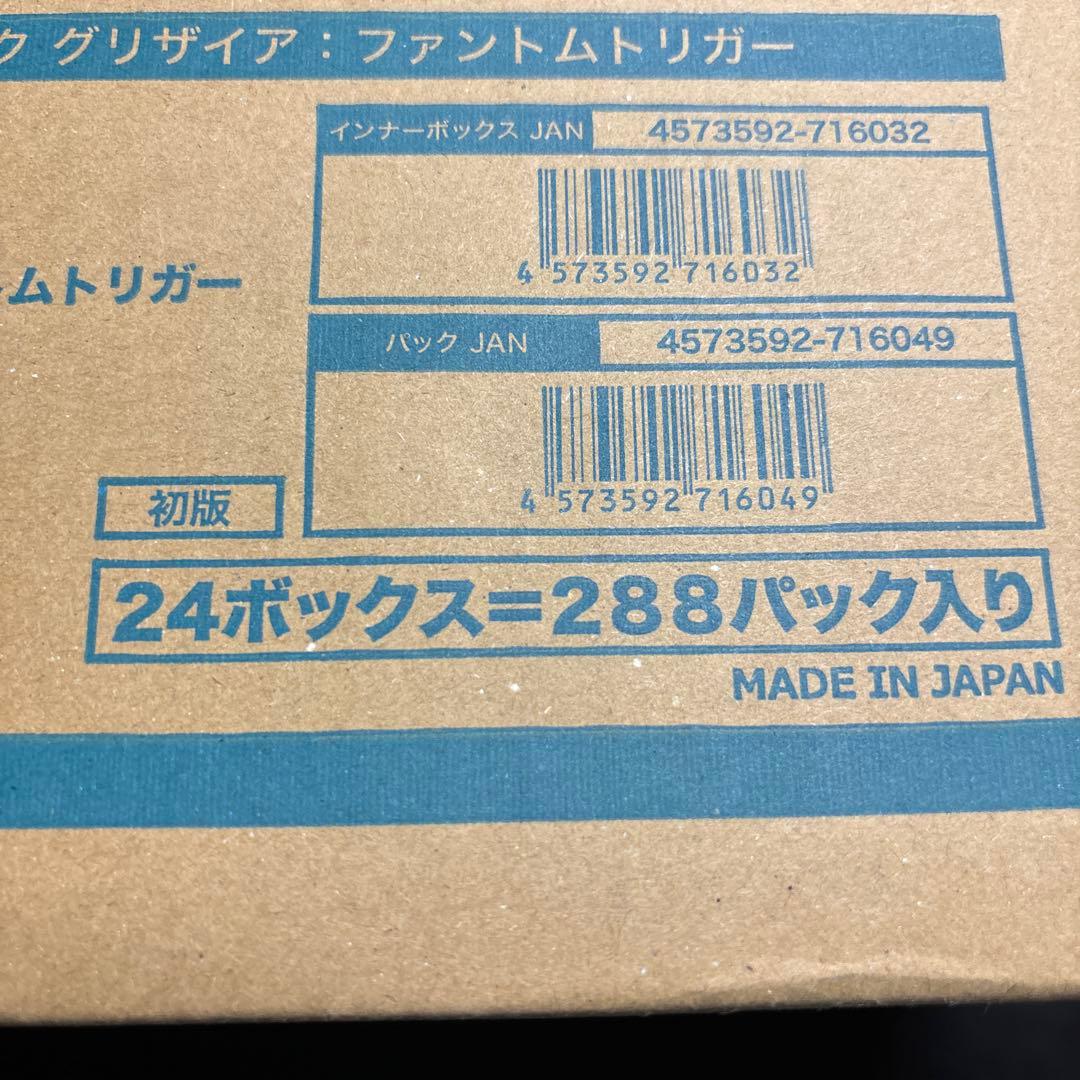 ク グリザイア：ファントムトリガー
インナーボックス JAN 4573592-716032
4 573592 716032
トムトリガー
パック JAN 4573592-716049
4 573592 716049
初版
24ボックス=288パック入り
MADE IN JAPAN